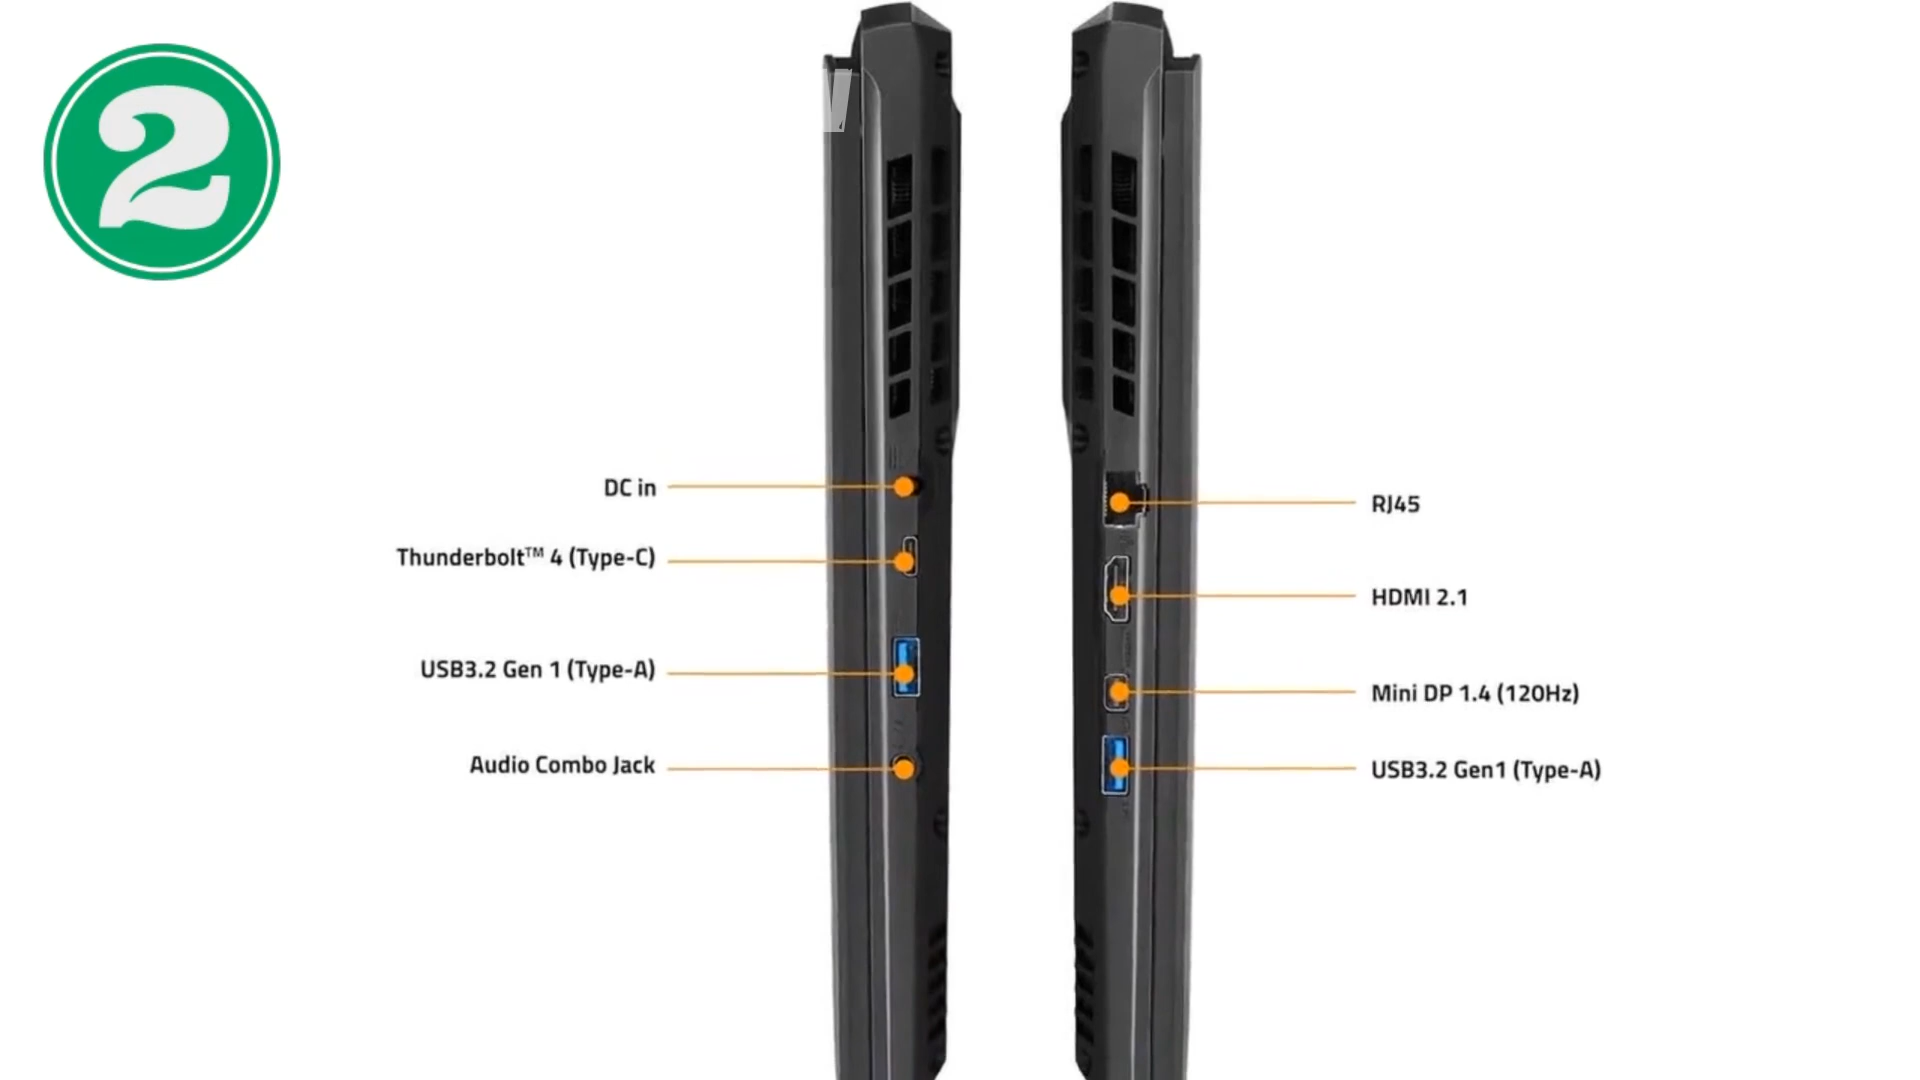 2
DC in
Thunderbolt™ 4 (Type-C)
USB3.2 Gen 1 (Type-A)
Audio Combo Jack
RJ45
HDMI 2.1
Mini DP 1.4 (120Hz)
USB3.2 Gen1 (Type-A)